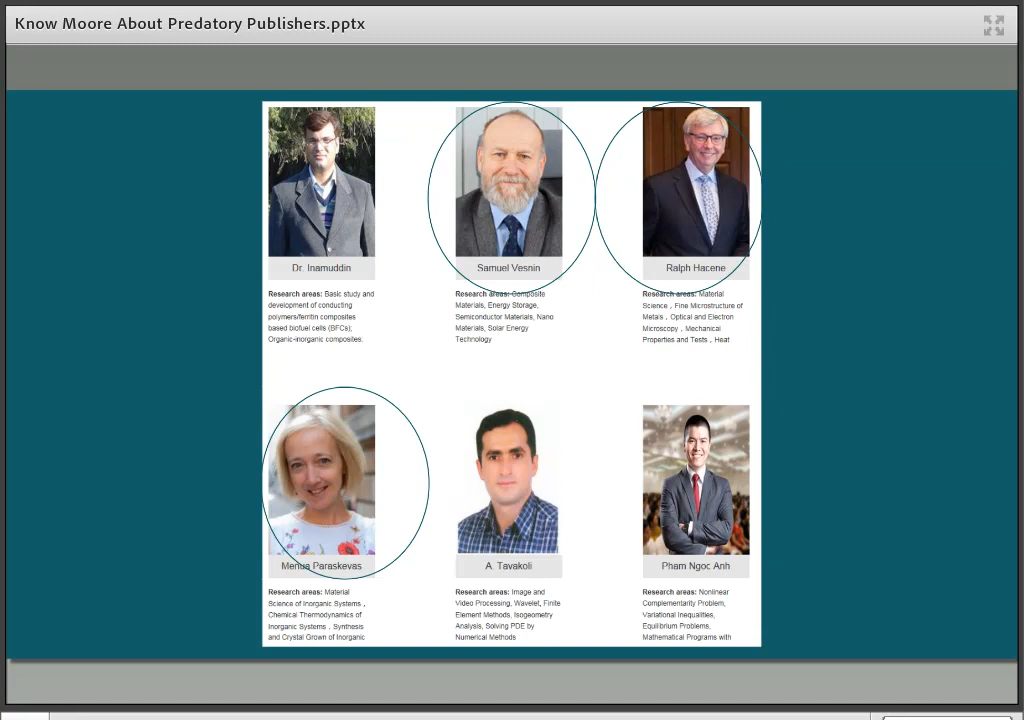 Know Moore About Predatory Publishers.pptx
Dr. Inamuddin
Samuel Vesnin
Ralph Hacene
Research areas: Basic study and
development of conducting
polymers/ferritin composites
based biofuel cells (BFCs);
Organic-inorganic composites.
Research areas: Composite
Materials, Energy Storage,
Semiconductor Materials, Nano
Materials, Solar Energy
Technology
Research areas: Material
Science , Fine Microstructure of
Metals , Optical and Electron
Microscopy , Mechanical
Properties and Tests , Heat
Menua Paraskevas
A. Tavakoli
Pham Ngoc Anh
Research areas: Material
Science of Inorganic Systems ,
Chemical Thermodynamics of
Inorganic Systems , Synthesis
and Crystal Grown of Inorganic
Research areas: Image and
Video Processing, Wavelet, Finite
Element Methods, Isogeometry
Analysis, Solving PDE by
Numerical Methods
Research areas: Nonlinear
Complementarity Problem,
Variational Inequalities,
Equilibrium Problems,
Mathematical Programs with